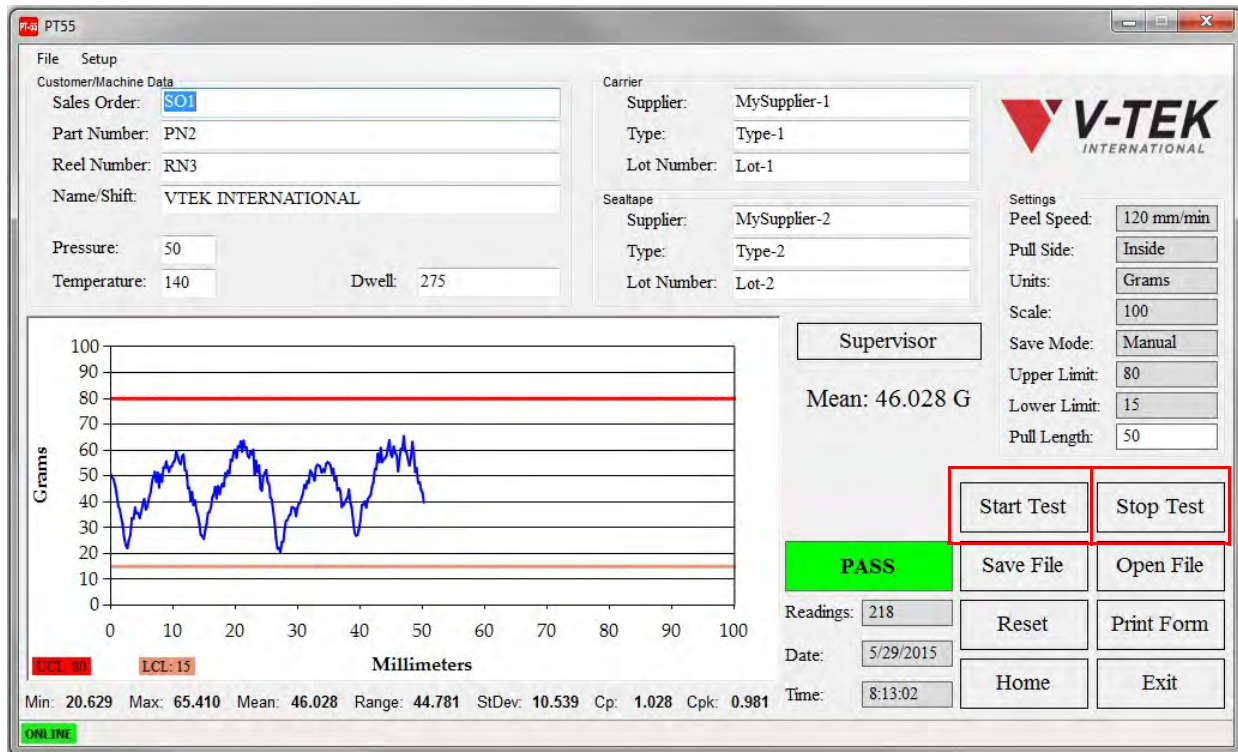 PT-55 PT55
File Setup
Customer/Machine Data
Sales Order: SO1
Part Number: PN2
Reel Number: RN3
Name/Shift: VTEK INTERNATIONAL
Pressure: 50
Temperature: 140 Dwell: 275
Carrier
Supplier: MySupplier-1
Type: Type-1
Lot Number: Lot-1
Sealtape
Supplier: MySupplier-2
Type: Type-2
Lot Number: Lot-2
V-TEK
INTERNATIONAL
Settings
Peel Speed: 120 mm/min
Pull Side: Inside
Units: Grams
Scale: 100
Save Mode: Manual
Upper Limit: 80
Lower Limit: 15
Pull Length: 50
Grams
100
90
80
70
60
50
40
30
20
10
0
0 10 20 30 40 50 60 70 80 90 100
Millimeters
UCL: 80 LCL: 15
Supervisor
Mean: 46.028 G
Start Test Stop Test
PASS Save File Open File
Readings: 218 Reset Print Form
Date: 5/29/2015
Time: 8:13:02 Home Exit
Min: 20.629 Max: 65.410 Mean: 46.028 Range: 44.781 StDev: 10.539 Cp: 1.028 Cpk: 0.981
ONLINE